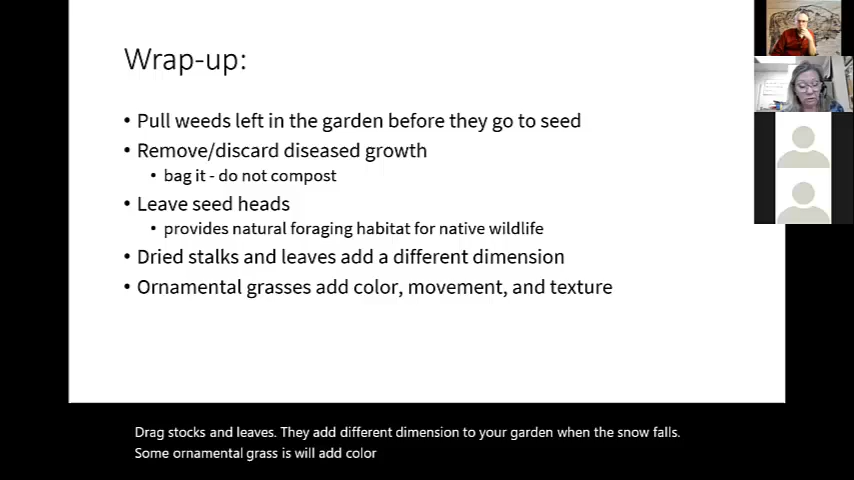 Wrap-up:
• Pull weeds left in the garden before they go to seed
• Remove/discard diseased growth
• bag it - do not compost
• Leave seed heads
• provides natural foraging habitat for native wildlife
• Dried stalks and leaves add a different dimension
• Ornamental grasses add color, movement, and texture
Drag stocks and leaves. They add different dimension to your garden when the snow falls.
Some ornamental grass is will add color